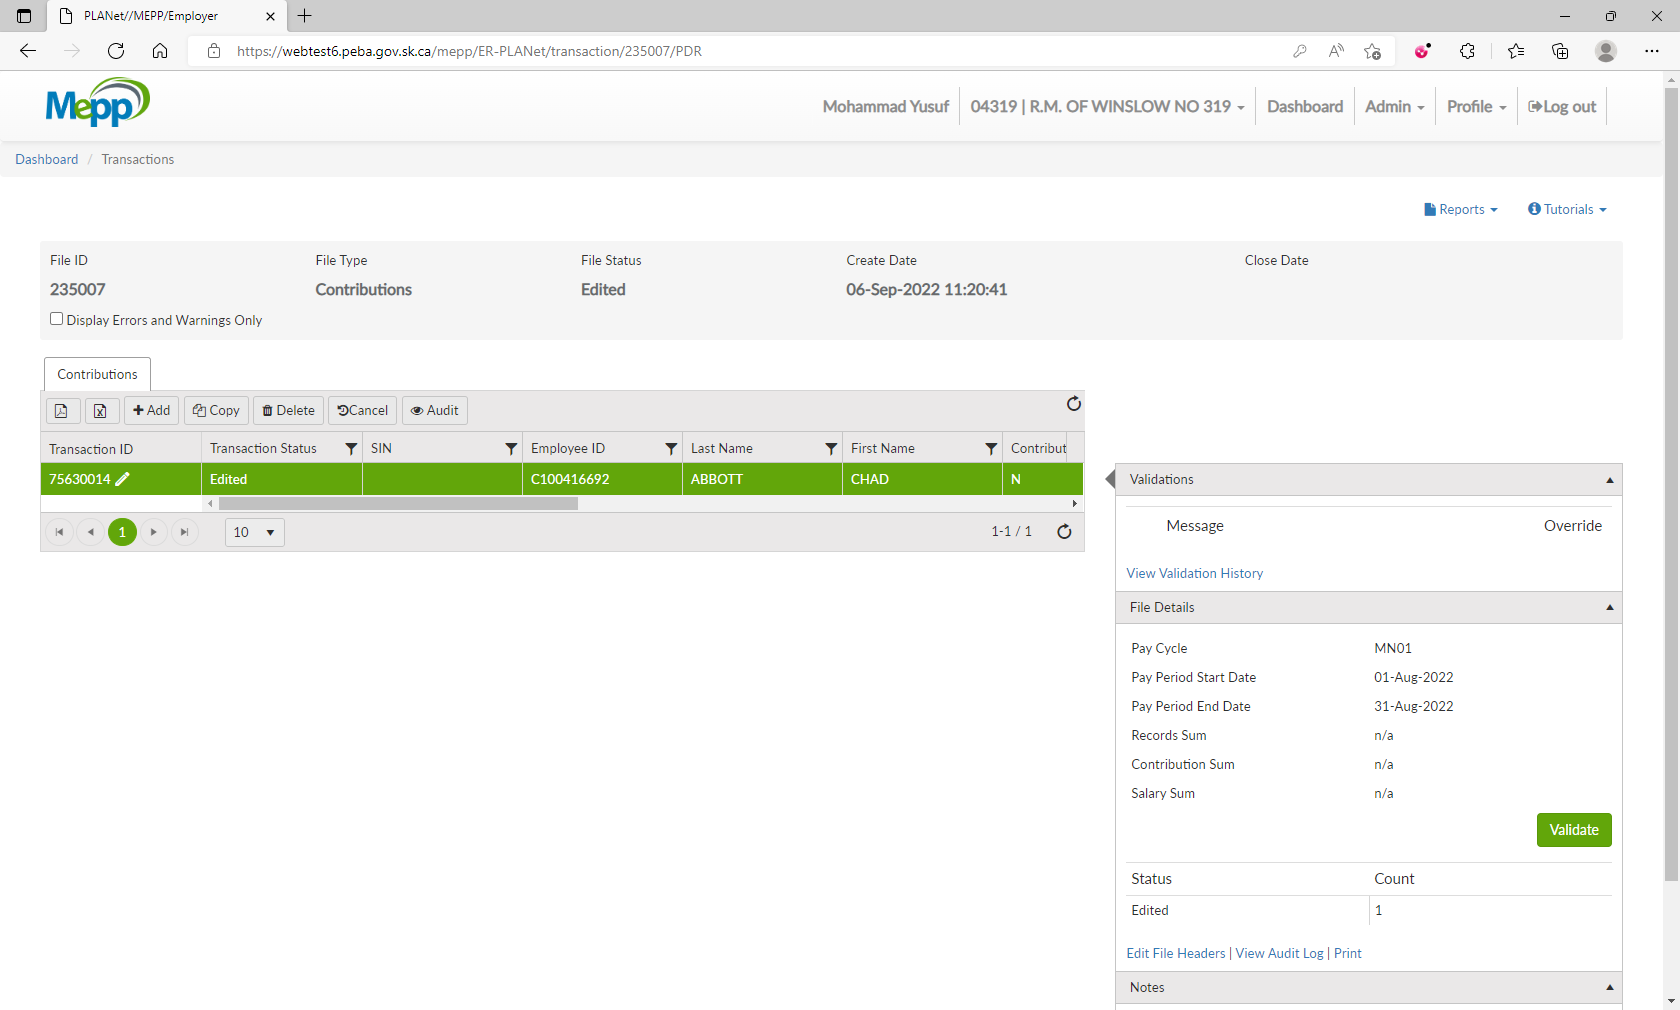 PLANet//MEPP/Employer
https://webtest6.peba.gov.sk.ca/mepp/ER-PLANet/transaction/235007/PDR
Mepp
Mohammad Yusuf
04319 | R.M. OF WINSLOW NO 319
Dashboard
Admin
Profile
Log out
Dashboard / Transactions
Reports
Tutorials
File ID
File Type
File Status
Create Date
Close Date
235007
Contributions
Edited
06-Sep-2022 11:20:41
Display Errors and Warnings Only
Contributions
Add
Copy
Delete
Cancel
Audit
Transaction ID
Transaction Status
SIN
Employee ID
Last Name
First Name
Contribut
75630014
Edited
C100416692
ABBOTT
CHAD
N
1
10
1-1 / 1
Validations
Message
Override
View Validation History
File Details
Pay Cycle
MN01
Pay Period Start Date
01-Aug-2022
Pay Period End Date
31-Aug-2022
Records Sum
n/a
Contribution Sum
n/a
Salary Sum
n/a
Validate
Status
Count
Edited
1
Edit File Headers | View Audit Log | Print
Notes